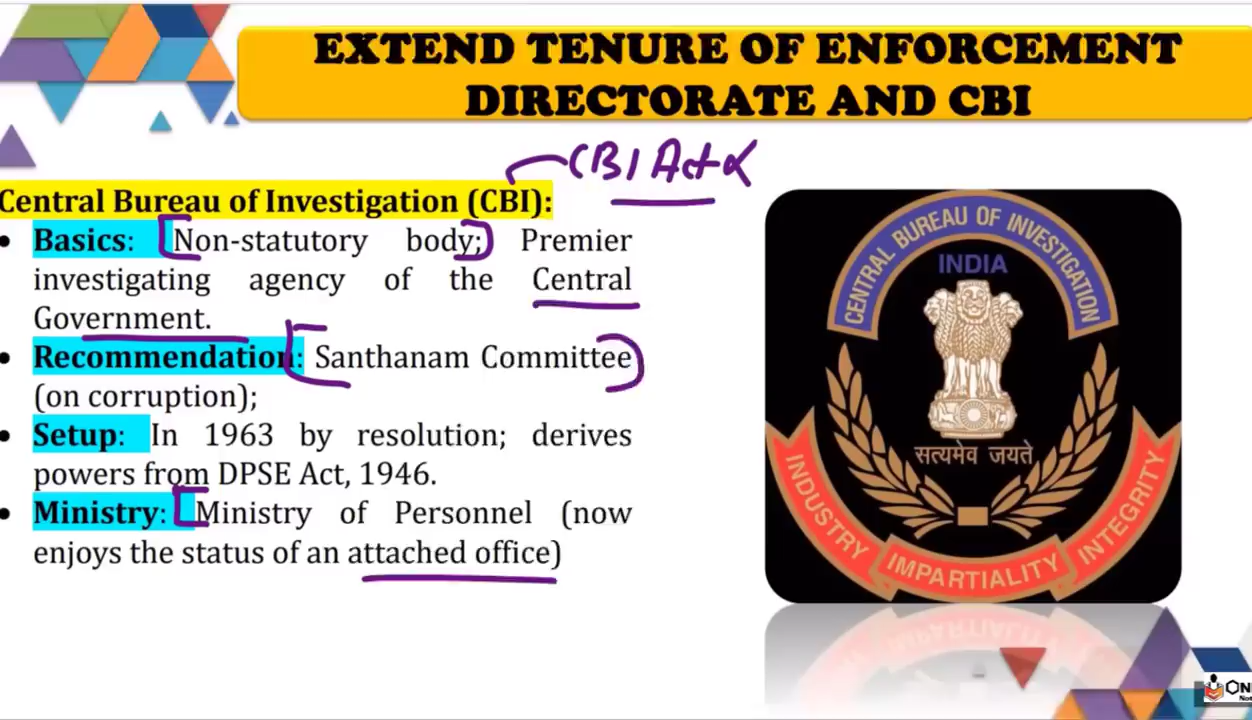 EXTEND TENURE OF ENFORCEMENT
DIRECTORATE AND CBI
CBI Act
Central Bureau of Investigation (CBI):
• Basics: Non-statutory body; Premier
investigating agency of the Central
Government.
• Recommendation: Santhanam Committee
(on corruption);
• Setup: In 1963 by resolution; derives
powers from DPSE Act, 1946.
• Ministry: Ministry of Personnel (now
enjoys the status of an attached office)
CENTRAL BUREAU OF INVESTIGATION
INDIA
सत्यमेव जयते
INDUSTRY IMPARTIALITY INTEGRITY